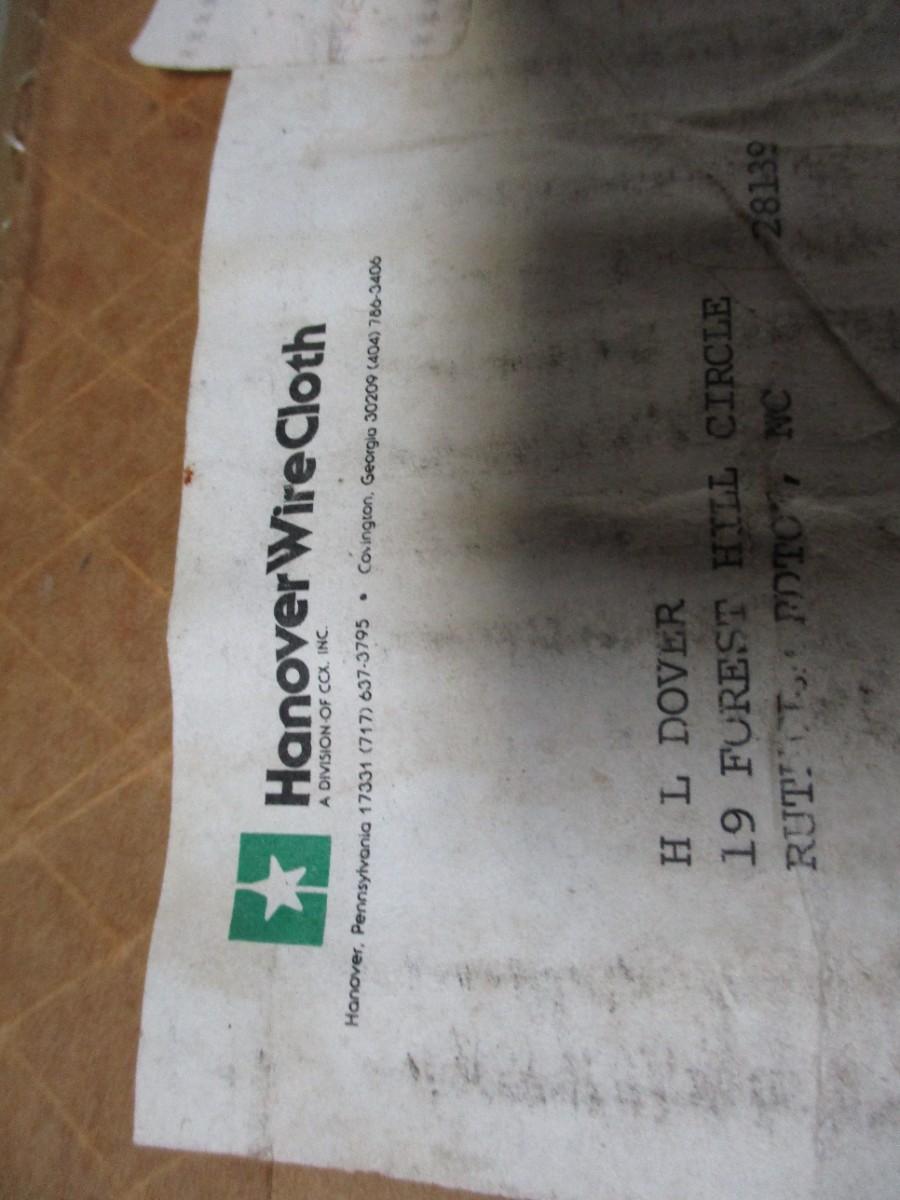 HanoverWireCloth
A DIVISION OF CCX, INC.
Hanover, Pennsylvania 17331 (717) 637-3795 • Covington, Georgia 30209 (404) 786-3406
H L DOVER
19 FOREST HILL CIRCLE
NC 28139